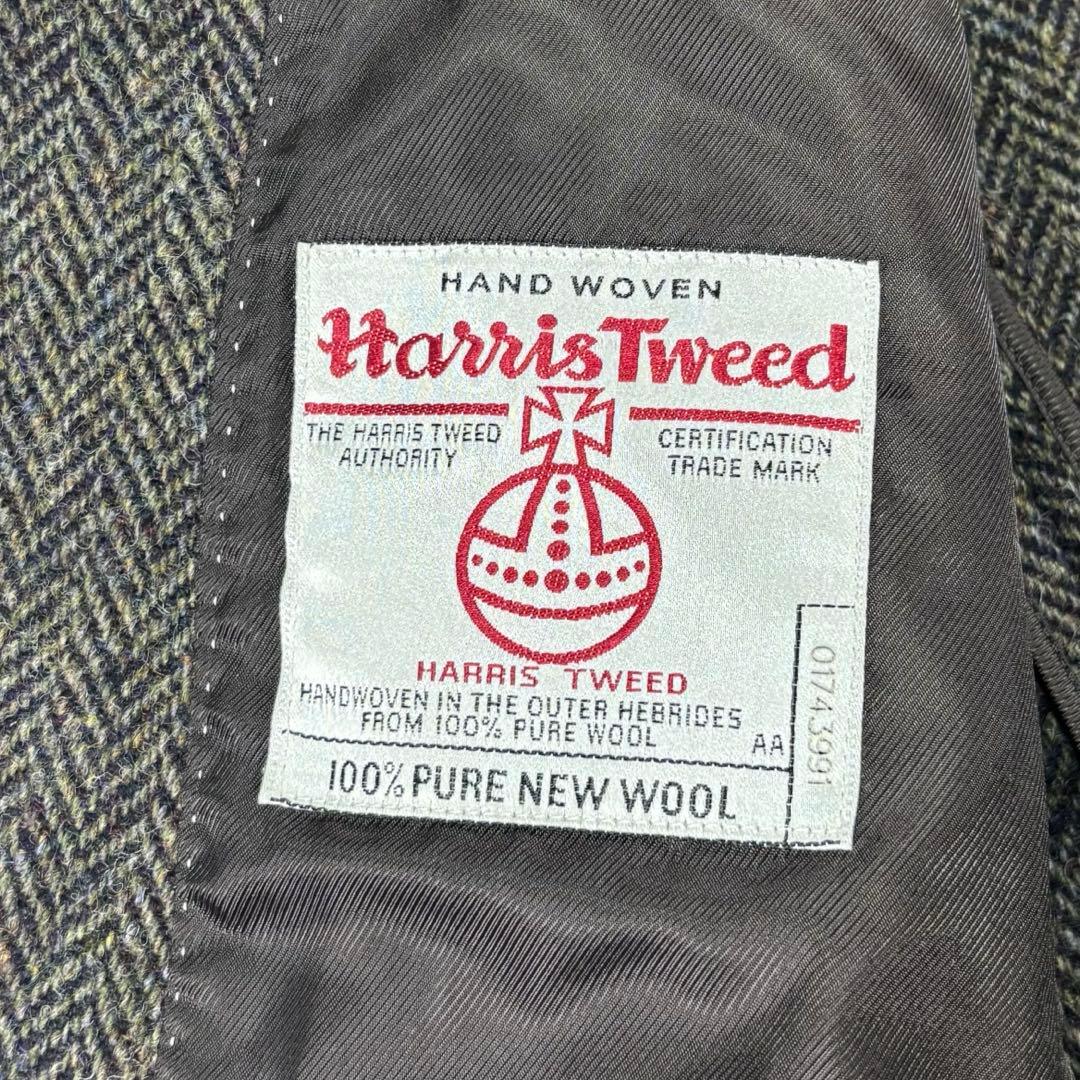 HAND WOVEN
Harris Tweed
THE HARRIS TWEED
AUTHORITY
CERTIFICATION
TRADE MARK
HARRIS TWEED
HANDWOVEN IN THE OUTER HEBRIDES
FROM 100% PURE WOOL
AA
100% PURE NEW WOOL
01743991